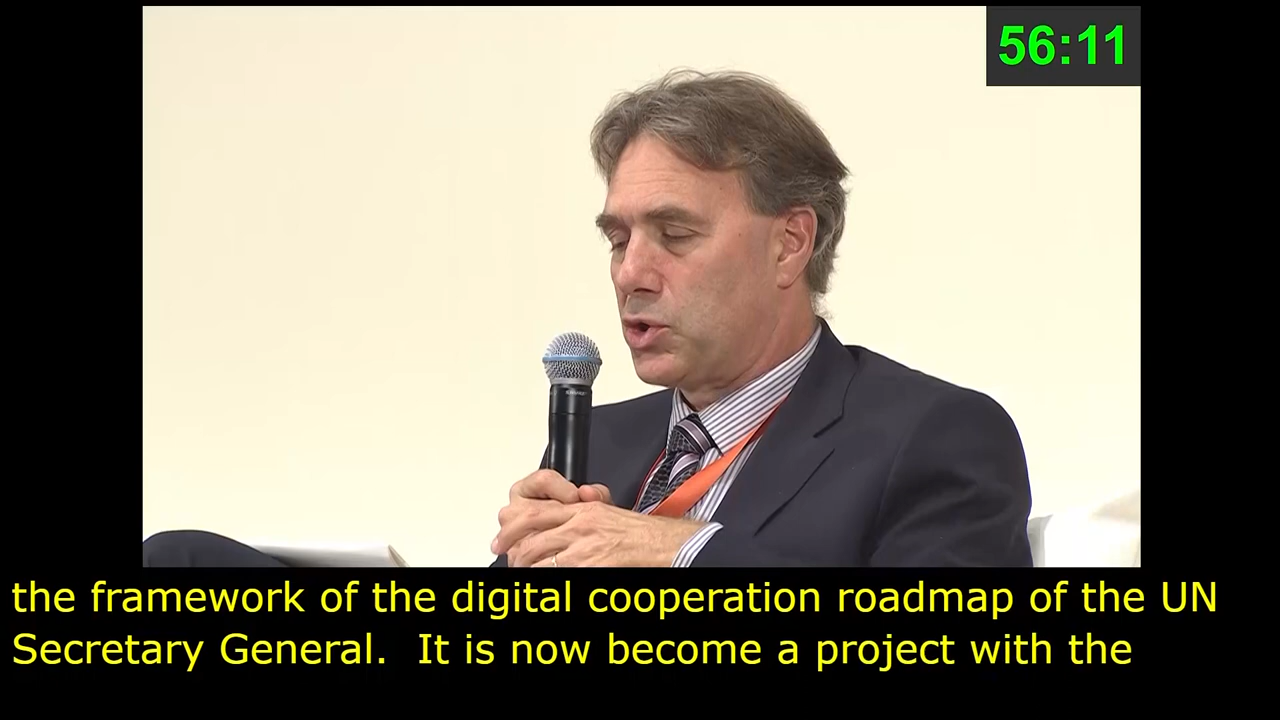 56:11
the framework of the digital cooperation roadmap of the UN
Secretary General.  It is now become a project with the